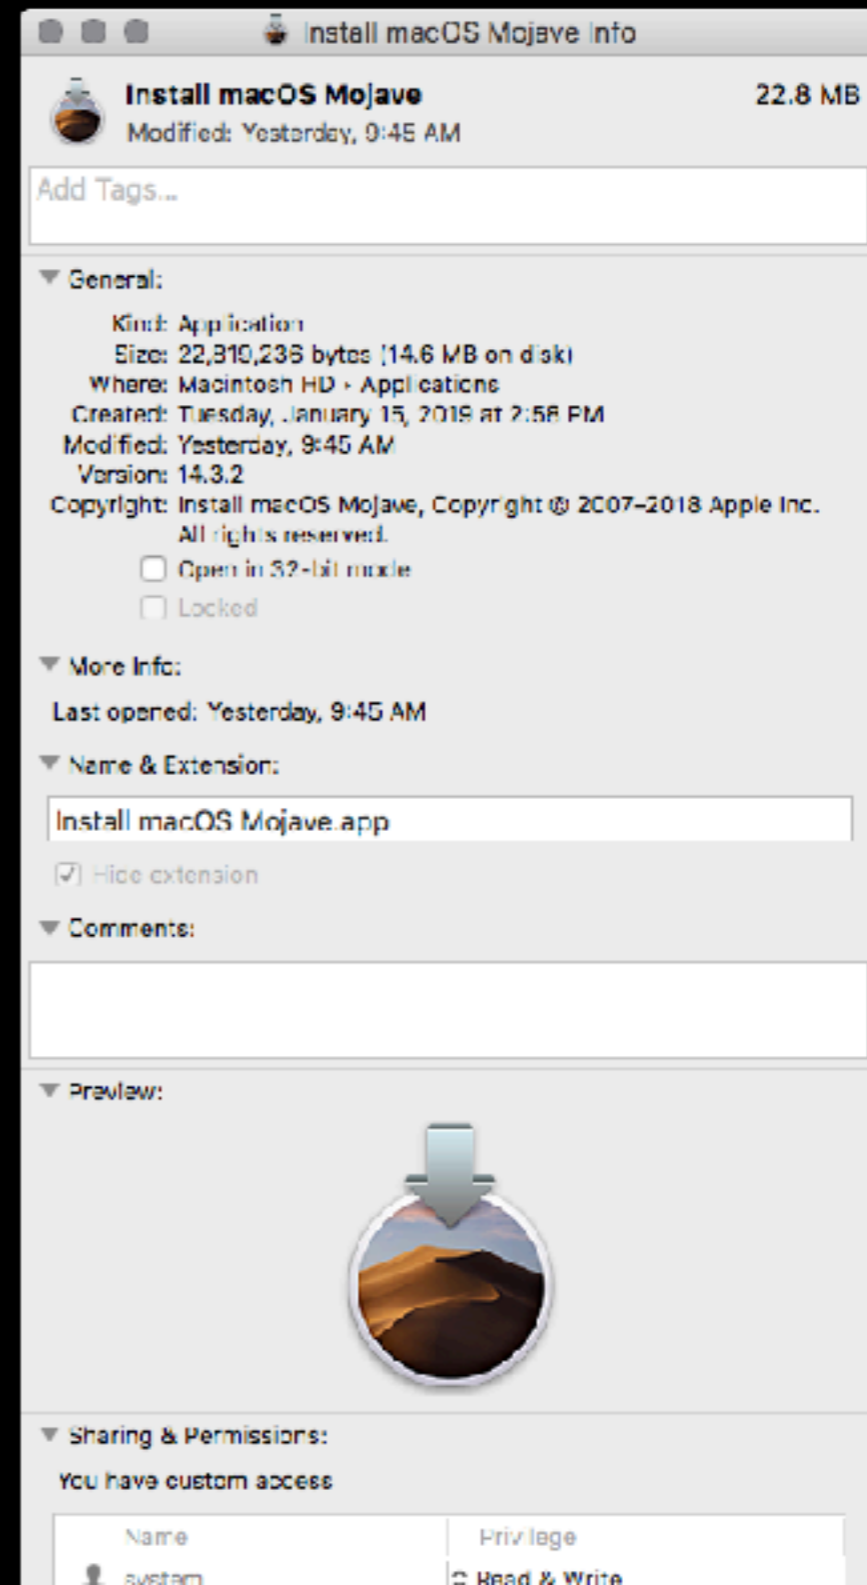 Install macOS Mojave Info
Install macOS Mojave 22.8 MB
Modified: Yesterday, 9:45 AM
Add Tags...
General:
Kind: Application
Size: 22,819,236 bytes (14.6 MB on disk)
Where: Macintosh HD ▸ Applications
Created: Tuesday, January 15, 2019 at 2:58 PM
Modified: Yesterday, 9:45 AM
Version: 14.3.2
Copyright: Install macOS Mojave, Copyright © 2007–2018 Apple Inc.
All rights reserved.
Open in 32-bit mode
Locked
More Info:
Last opened: Yesterday, 9:45 AM
Name & Extension:
Install macOS Mojave.app
Hide extension
Comments:
Preview:
Sharing & Permissions:
You have custom access
Name Privilege
system Read & Write